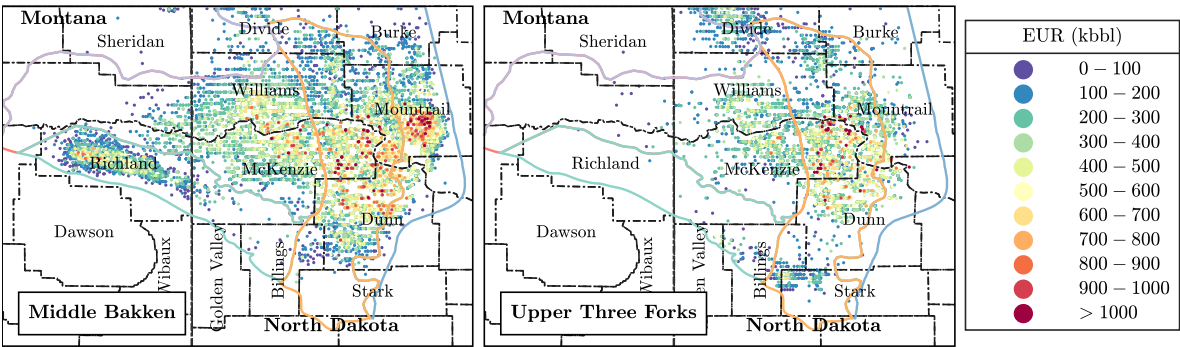 Montana
Divide
Burke
Sheridan
Williams
Mountrail
Richland
McKenzie
Dunn
Dawson
Wibaux
Golden Valley
Billings
Stark
Middle Bakken
North Dakota
Montana
Divide
Burke
Sheridan
Williams
Mountrail
Richland
McKenzie
Dunn
Dawson
Wibaux
en Valley
Billings
Stark
Upper Three Forks
North Dakota
EUR (kbbl)
0 − 100
100 − 200
200 − 300
300 − 400
400 − 500
500 − 600
600 − 700
700 − 800
800 − 900
900 − 1000
> 1000